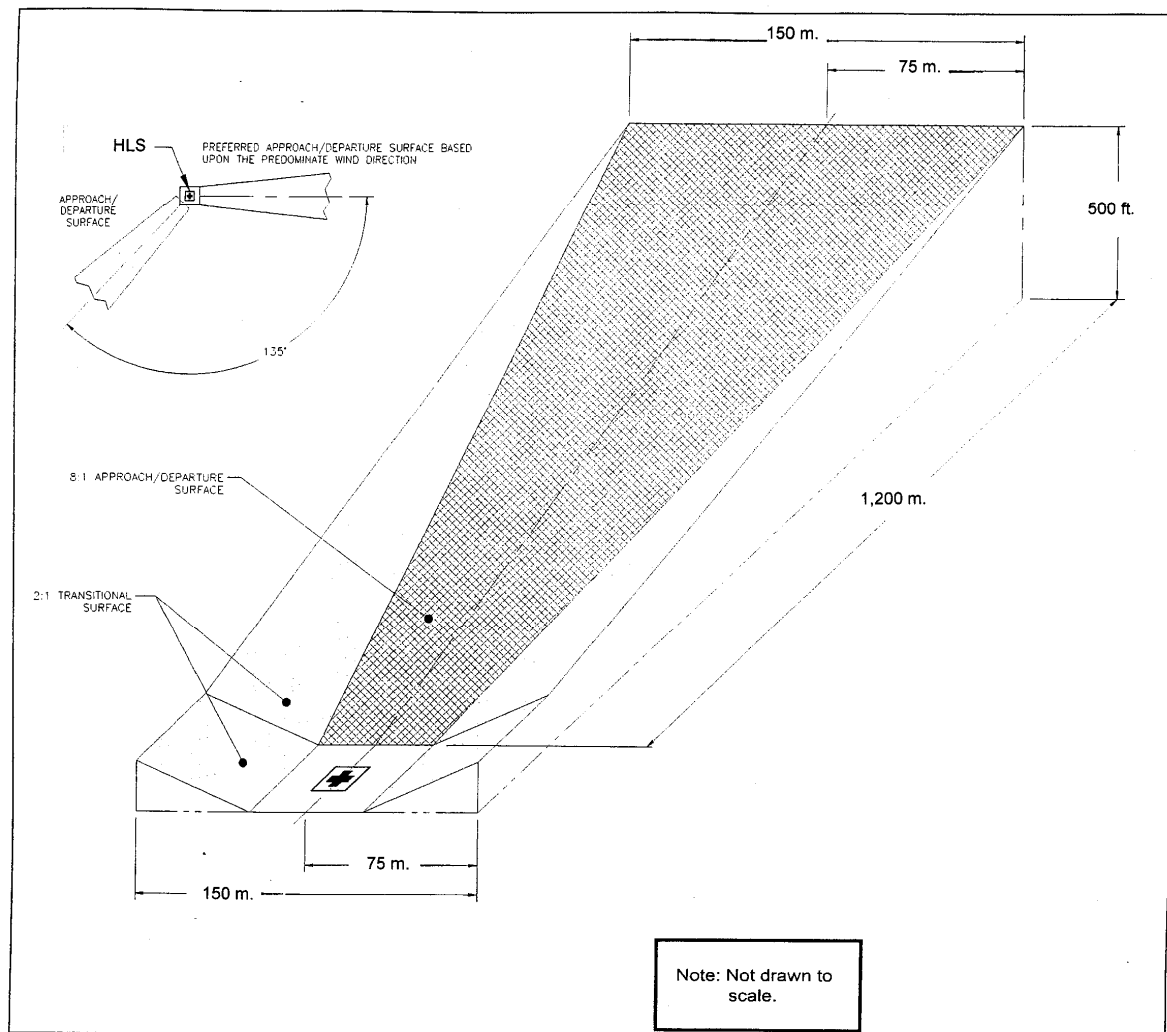 150 m.
75 m.
HLS
PREFERRED APPROACH/DEPARTURE SURFACE BASED
UPON THE PREDOMINATE WIND DIRECTION
APPROACH/
DEPARTURE
SURFACE
500 ft.
135°
8:1 APPROACH/DEPARTURE
SURFACE
1,200 m.
2:1 TRANSITIONAL
SURFACE
75 m.
150 m.
Note: Not drawn to
scale.